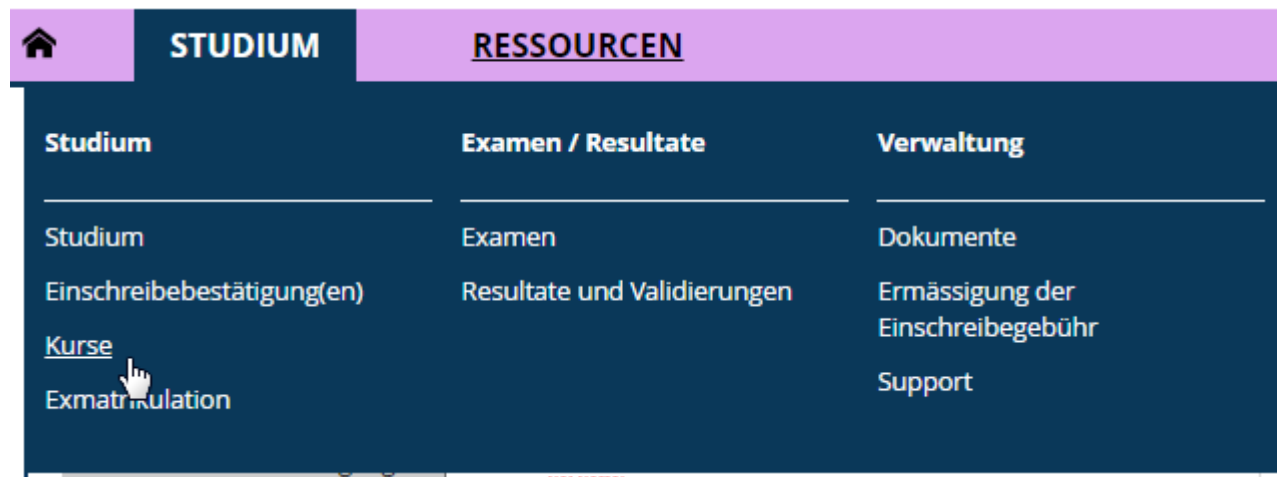 STUDIUM
RESSOURCEN
Studium
Studium
Einschreibebestätigung(en)
Kurse
Exmatrikulation
Examen / Resultate
Examen
Resultate und Validierungen
Verwaltung
Dokumente
Ermässigung der
Einschreibegebühr
Support